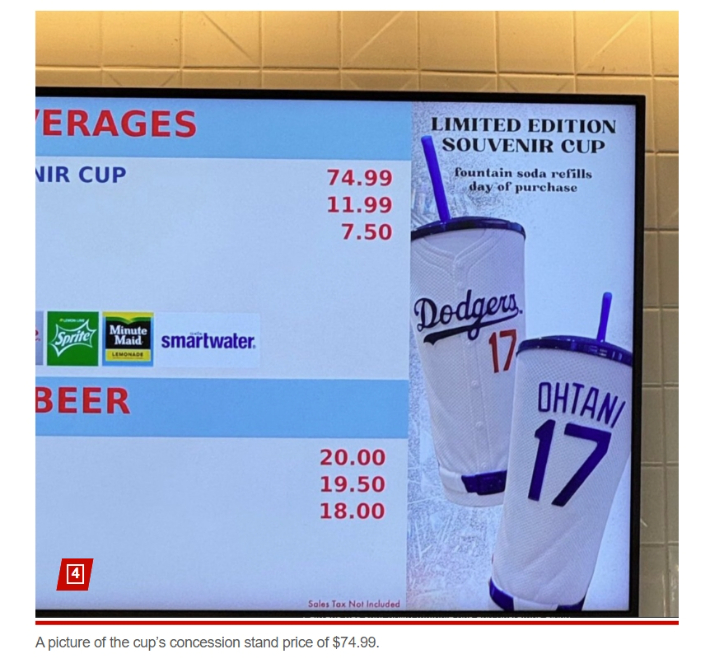 ERAGES
NIR CUP
74.99
11.99
7.50
Sprite
Minute
Maid
LEMONADE
smartwater
BEER
20.00
19.50
18.00
Sales Tax Not Included
LIMITED EDITION
SOUVENIR CUP
fountain soda refills
day of purchase
Dodgers
17
OHTANI
17
4
A picture of the cup's concession stand price of $74.99.